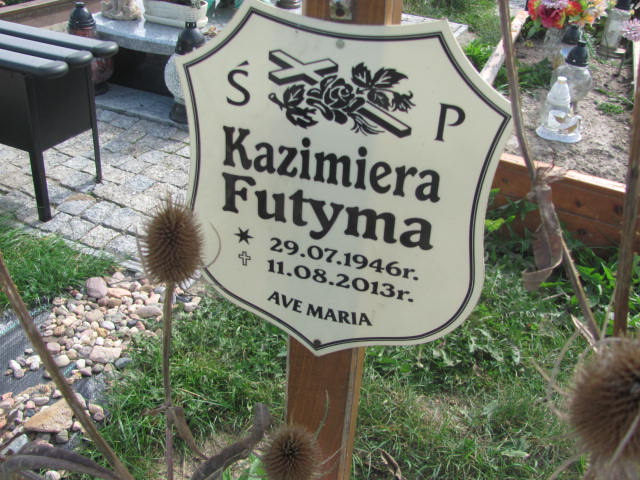 Ś P
Kazimiera
Futyma
29.07.1946r.
11.08.2013r.
AVE MARIA